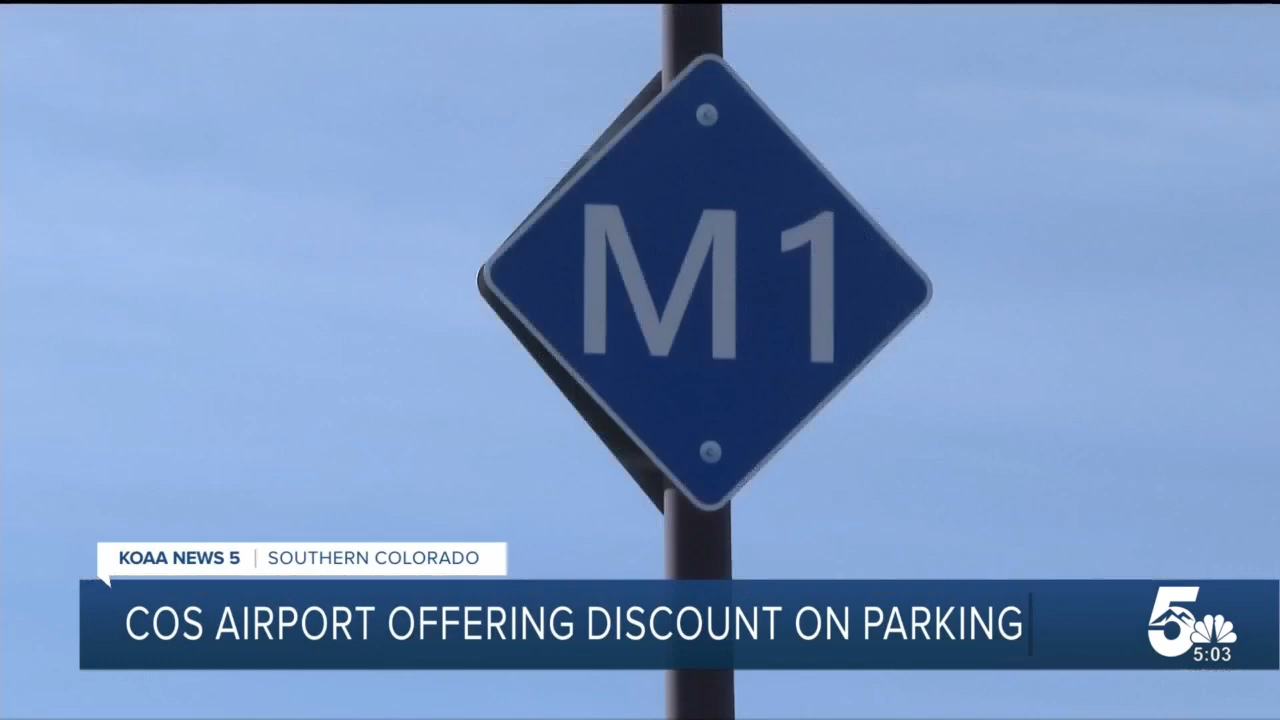 M1
KOAA NEWS 5 | SOUTHERN COLORADO
COS AIRPORT OFFERING DISCOUNT ON PARKING
5
5:03